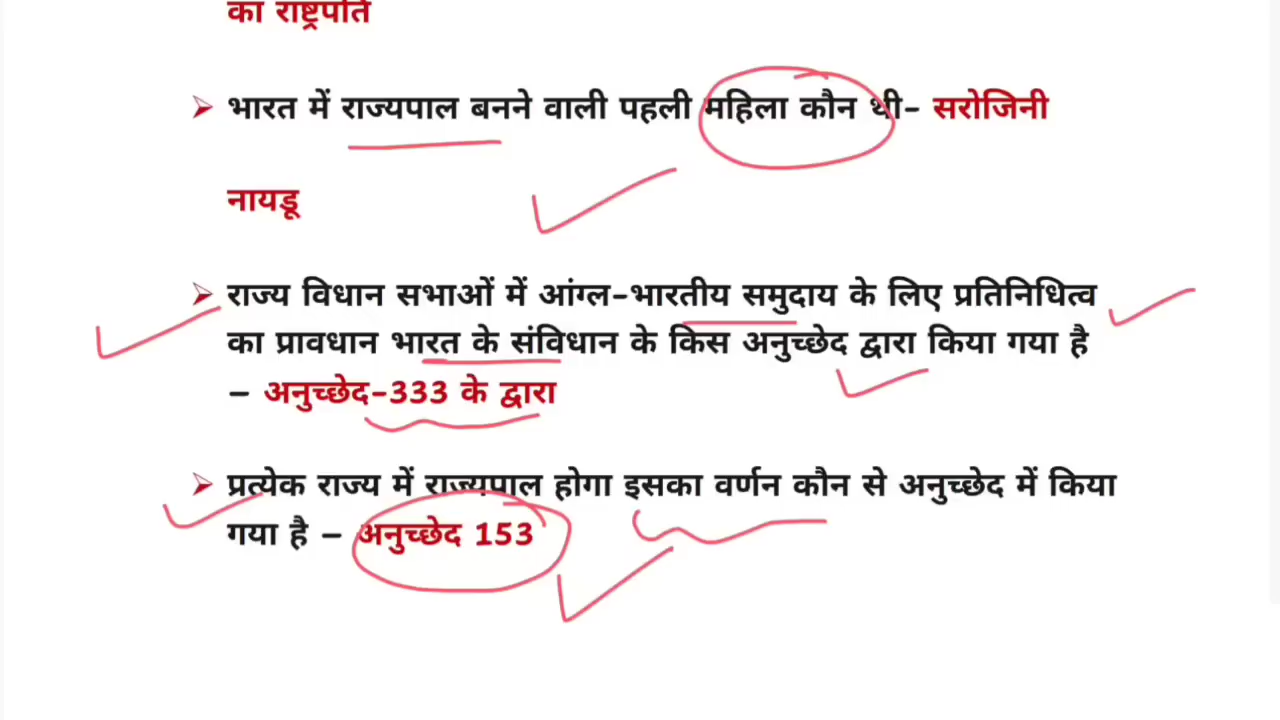 का राष्ट्रपति
भारत में राज्यपाल बनने वाली पहली महिला कौन थी- सरोजिनी
नायडू
राज्य विधान सभाओं में आंग्ल-भारतीय समुदाय के लिए प्रतिनिधित्व
का प्रावधान भारत के संविधान के किस अनुच्छेद द्वारा किया गया है
– अनुच्छेद-333 के द्वारा
प्रत्येक राज्य में राज्यपाल होगा इसका वर्णन कौन से अनुच्छेद में किया
गया है – अनुच्छेद 153